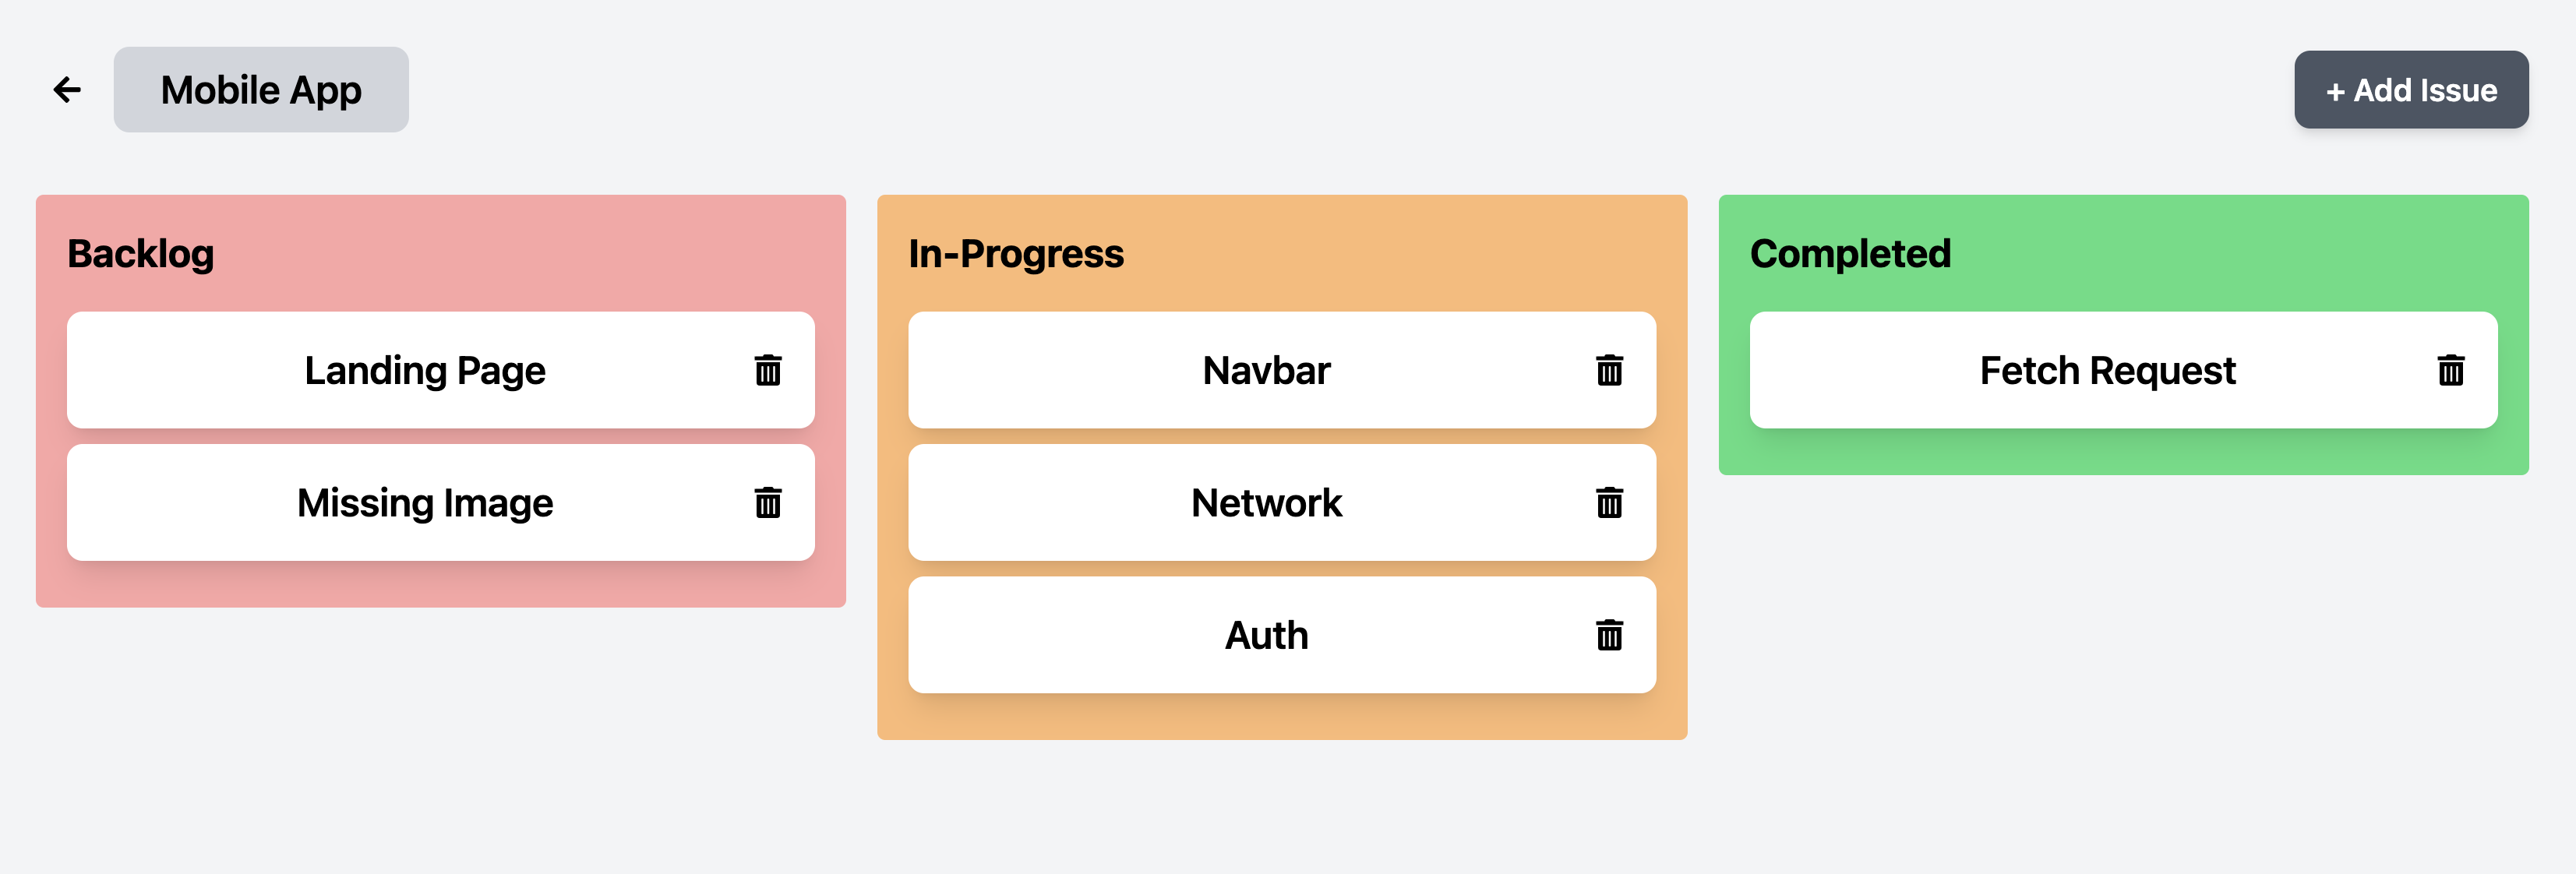 Mobile App
+ Add Issue
Backlog
Landing Page
Missing Image
In-Progress
Navbar
Network
Auth
Completed
Fetch Request